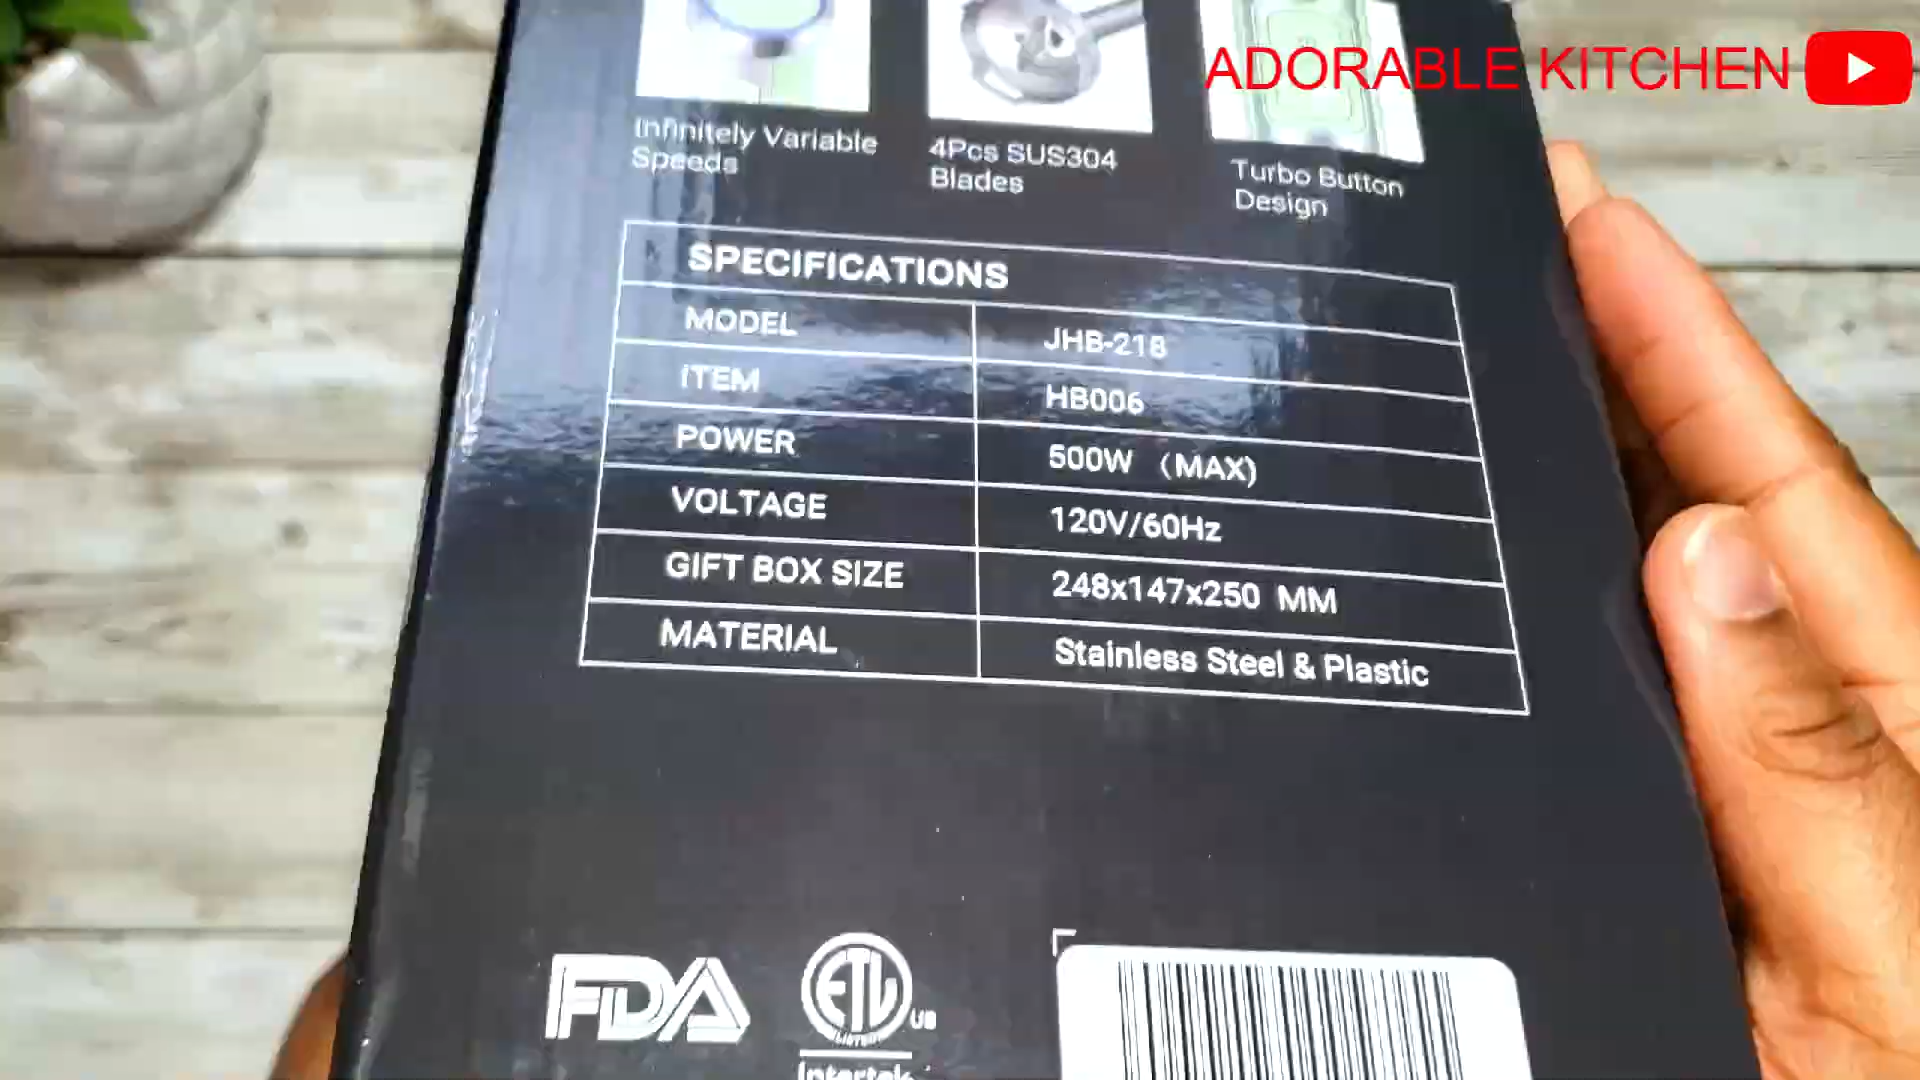 ADORABLE KITCHEN
Infinitely Variable
Speeds
4Pcs SUS304
Blades
Turbo Button
Design
SPECIFICATIONS
MODEL JHB-218
ITEM HB006
POWER 500W （MAX)
VOLTAGE 120V/60Hz
GIFT BOX SIZE 248x147x250 MM
MATERIAL Stainless Steel & Plastic
FDA
ETL US
LISTED
Intertek